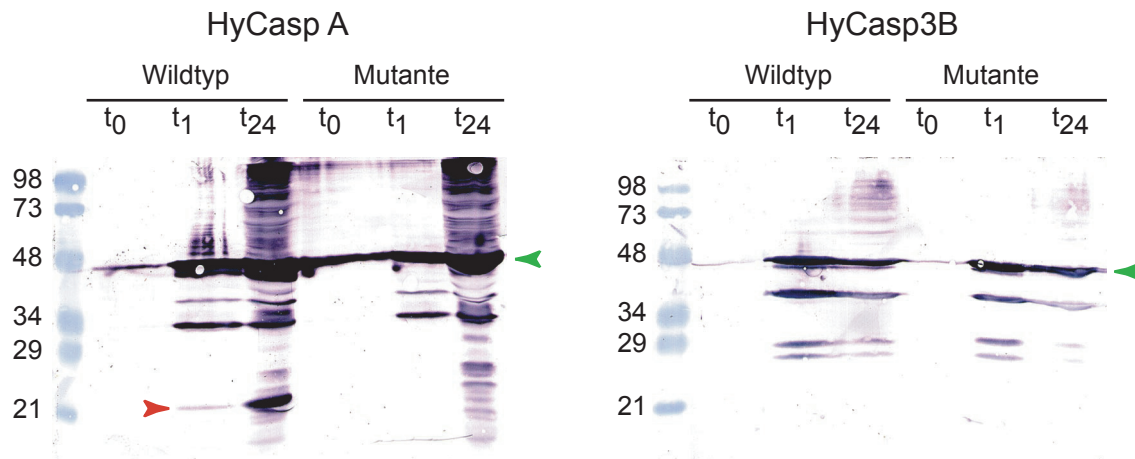 HyCasp A
HyCasp3B
Wildtyp Mutante
Wildtyp Mutante
t0 t1 t24 t0 t1 t24
t0 t1 t24 t0 t1 t24
98
73
48
34
29
21
98
73
48
34
29
21